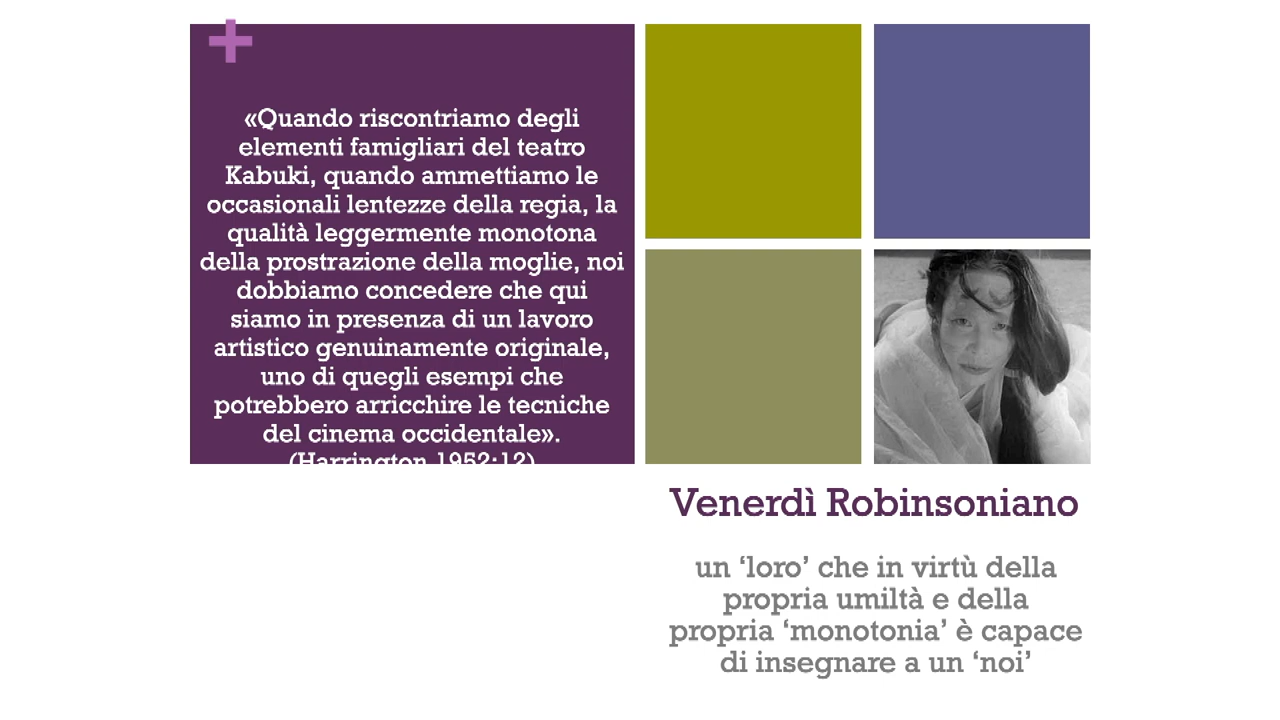 +
«Quando riscontriamo degli
elementi famigliari del teatro
Kabuki, quando ammettiamo le
occasionali lentezze della regia, la
qualità leggermente monotona
della prostrazione della moglie, noi
dobbiamo concedere che qui
siamo in presenza di un lavoro
artistico genuinamente originale,
uno di quegli esempi che
potrebbero arricchire le tecniche
del cinema occidentale».
(Harrington 1952:12)
Venerdì Robinsoniano
un ‘loro’ che in virtù della
propria umiltà e della
propria ‘monotonia’ è capace
di insegnare a un ‘noi’